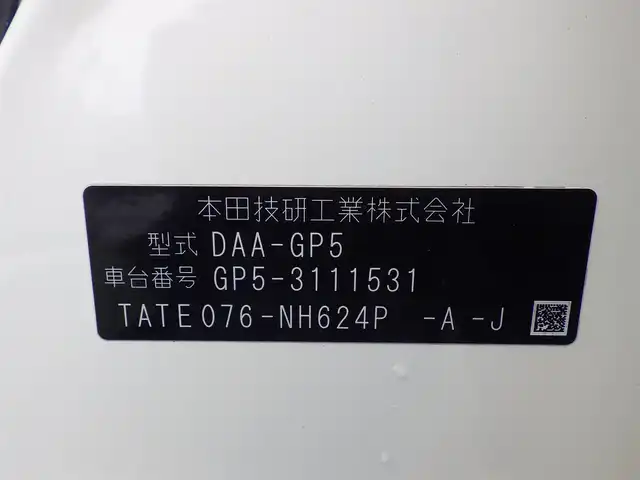 本田技研工業株式会社
型式 DAA-GP5
車台番号 GP5-3111531
TATE076-NH624P -A -J